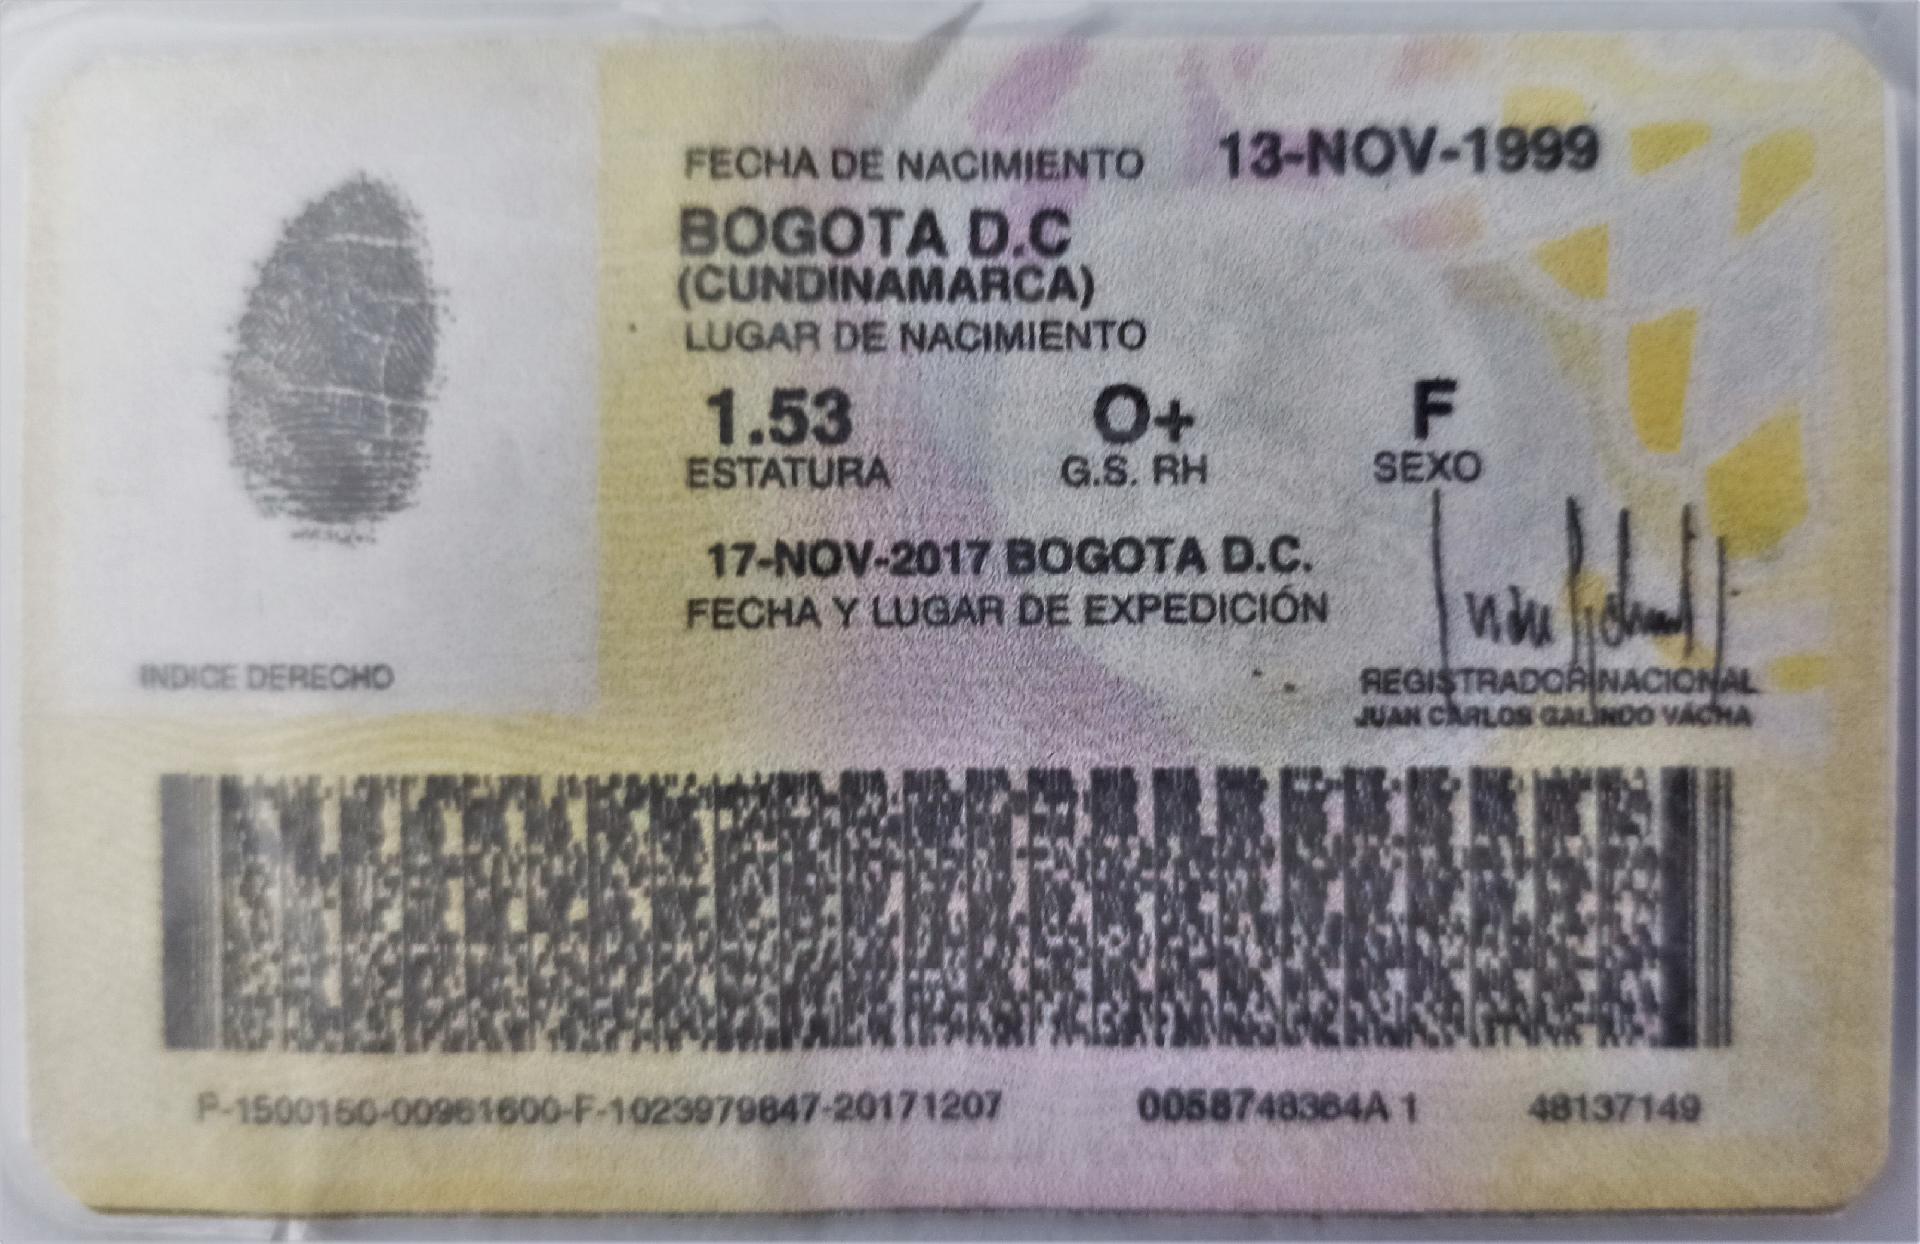 FECHA DE NACIMIENTO 13-NOV-1999
BOGOTA D.C
(CUNDINAMARCA)
LUGAR DE NACIMIENTO
1.53 O+ F
ESTATURA G.S. RH SEXO
17-NOV-2017 BOGOTA D.C.
FECHA Y LUGAR DE EXPEDICIÓN
INDICE DERECHO
REGISTRADOR NACIONAL
JUAN CARLOS GALINDO VÁCHA
P-1500150-00961600-F-1023979847-20171207 0058748364A 1 48137149